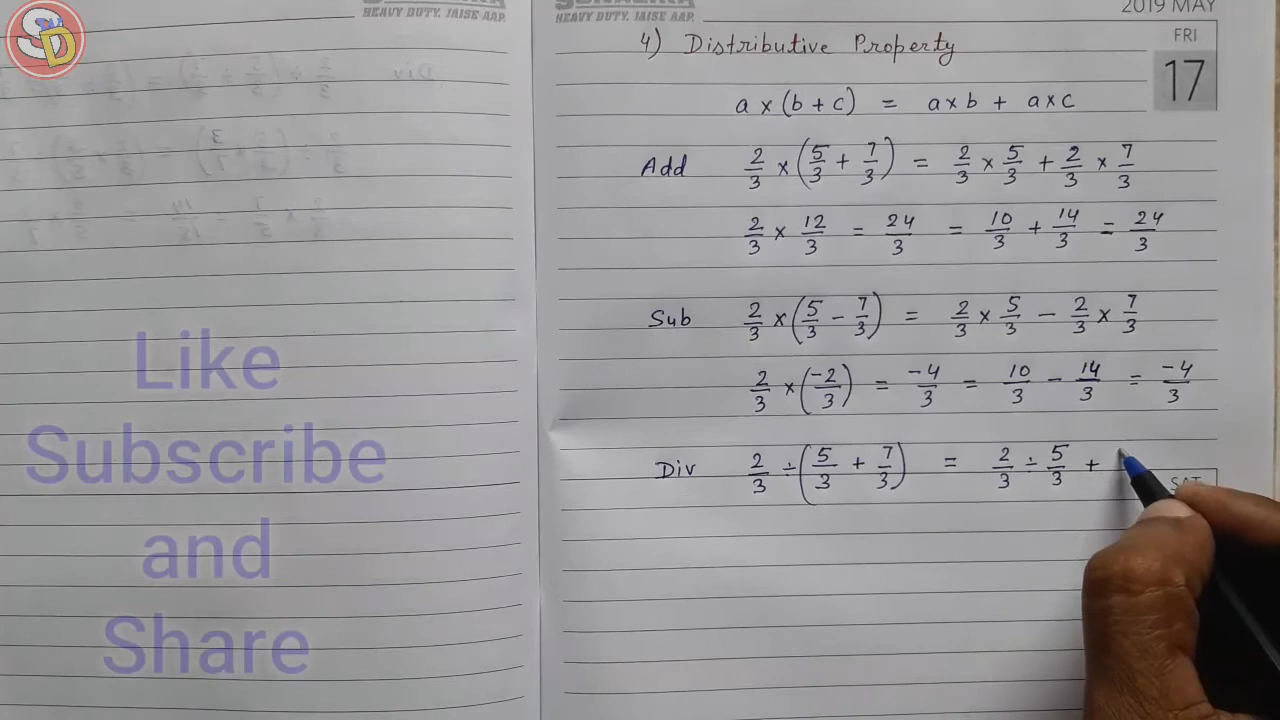 SD
HEAVY DUTY. JAISE AAP.
HEAVY DUTY. JAISE AAP.
2019 MAY
FRI
17
4) Distributive Property
a × (b + c) = a × b + a × c
Add 2/3 × (5/3 + 7/3) = 2/3 × 5/3 + 2/3 × 7/3
2/3 × 12/3 = 24/3 = 10/3 + 14/3 = 24/3
Sub 2/3 × (5/3 − 7/3) = 2/3 × 5/3 − 2/3 × 7/3
2/3 × (−2/3) = −4/3 = 10/3 − 14/3 = −4/3
Div 2/3 ÷ (5/3 + 7/3) = 2/3 ÷ 5/3 +
SAT
Like
Subscribe
and
Share